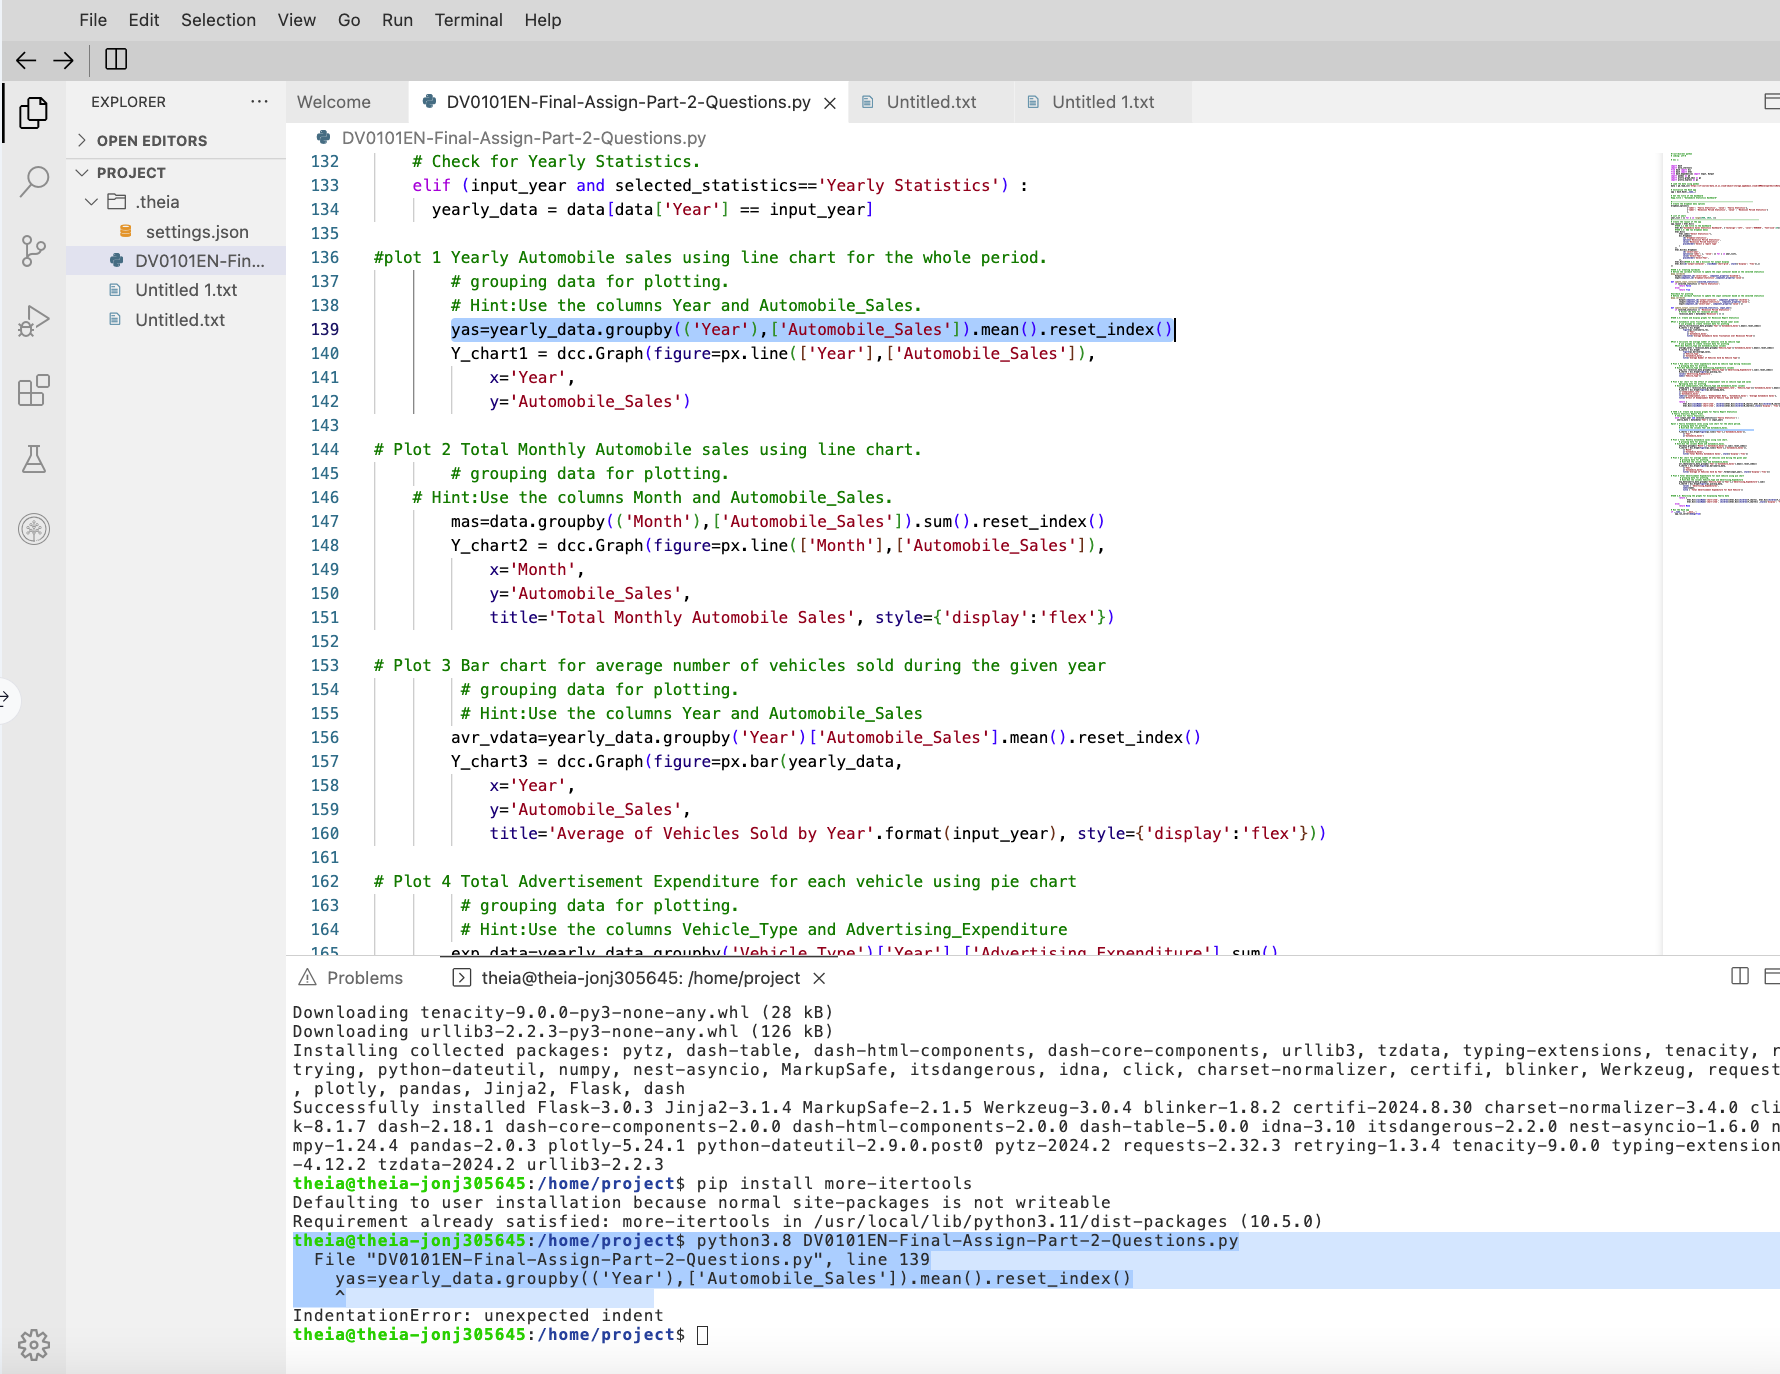 File Edit Selection View Go Run Terminal Help
EXPLORER ...
OPEN EDITORS
PROJECT
.theia
settings.json
DV0101EN-Fin...
Untitled 1.txt
Untitled.txt
Welcome DV0101EN-Final-Assign-Part-2-Questions.py Untitled.txt Untitled 1.txt
DV0101EN-Final-Assign-Part-2-Questions.py
132 # Check for Yearly Statistics.
133 elif (input_year and selected_statistics=='Yearly Statistics') :
134 yearly_data = data[data['Year'] == input_year]
135
136 #plot 1 Yearly Automobile sales using line chart for the whole period.
137 # grouping data for plotting.
138 # Hint:Use the columns Year and Automobile_Sales.
139 yas=yearly_data.groupby(('Year'),['Automobile_Sales']).mean().reset_index()
140 Y_chart1 = dcc.Graph(figure=px.line(['Year'],['Automobile_Sales']),
141 x='Year',
142 y='Automobile_Sales')
143
144 # Plot 2 Total Monthly Automobile sales using line chart.
145 # grouping data for plotting.
146 # Hint:Use the columns Month and Automobile_Sales.
147 mas=data.groupby(('Month'),['Automobile_Sales']).sum().reset_index()
148 Y_chart2 = dcc.Graph(figure=px.line(['Month'],['Automobile_Sales']),
149 x='Month',
150 y='Automobile_Sales',
151 title='Total Monthly Automobile Sales', style={'display':'flex'})
152
153 # Plot 3 Bar chart for average number of vehicles sold during the given year
154 # grouping data for plotting.
155 # Hint:Use the columns Year and Automobile_Sales
156 avr_vdata=yearly_data.groupby('Year')['Automobile_Sales'].mean().reset_index()
157 Y_chart3 = dcc.Graph(figure=px.bar(yearly_data,
158 x='Year',
159 y='Automobile_Sales',
160 title='Average of Vehicles Sold by Year'.format(input_year), style={'display':'flex'}))
161
162 # Plot 4 Total Advertisement Expenditure for each vehicle using pie chart
163 # grouping data for plotting.
164 # Hint:Use the columns Vehicle_Type and Advertising_Expenditure
165 exp_data=yearly_data.groupby('Vehicle_Type')['Year'],['Advertising_Expenditure'].sum()
Problems theia@theia-jonj305645: /home/project
Downloading tenacity-9.0.0-py3-none-any.whl (28 kB)
Downloading urllib3-2.2.3-py3-none-any.whl (126 kB)
Installing collected packages: pytz, dash-table, dash-html-components, dash-core-components, urllib3, tzdata, typing-extensions, tenacity, r
trying, python-dateutil, numpy, nest-asyncio, MarkupSafe, itsdangerous, idna, click, charset-normalizer, certifi, blinker, Werkzeug, request
, plotly, pandas, Jinja2, Flask, dash
Successfully installed Flask-3.0.3 Jinja2-3.1.4 MarkupSafe-2.1.5 Werkzeug-3.0.4 blinker-1.8.2 certifi-2024.8.30 charset-normalizer-3.4.0 cli
k-8.1.7 dash-2.18.1 dash-core-components-2.0.0 dash-html-components-2.0.0 dash-table-5.0.0 idna-3.10 itsdangerous-2.2.0 nest-asyncio-1.6.0 n
mpy-1.24.4 pandas-2.0.3 plotly-5.24.1 python-dateutil-2.9.0.post0 pytz-2024.2 requests-2.32.3 retrying-1.3.4 tenacity-9.0.0 typing-extension
-4.12.2 tzdata-2024.2 urllib3-2.2.3
theia@theia-jonj305645:/home/project$ pip install more-itertools
Defaulting to user installation because normal site-packages is not writeable
Requirement already satisfied: more-itertools in /usr/local/lib/python3.11/dist-packages (10.5.0)
theia@theia-jonj305645:/home/project$ python3.8 DV0101EN-Final-Assign-Part-2-Questions.py
File "DV0101EN-Final-Assign-Part-2-Questions.py", line 139
yas=yearly_data.groupby(('Year'),['Automobile_Sales']).mean().reset_index()
^
IndentationError: unexpected indent
theia@theia-jonj305645:/home/project$